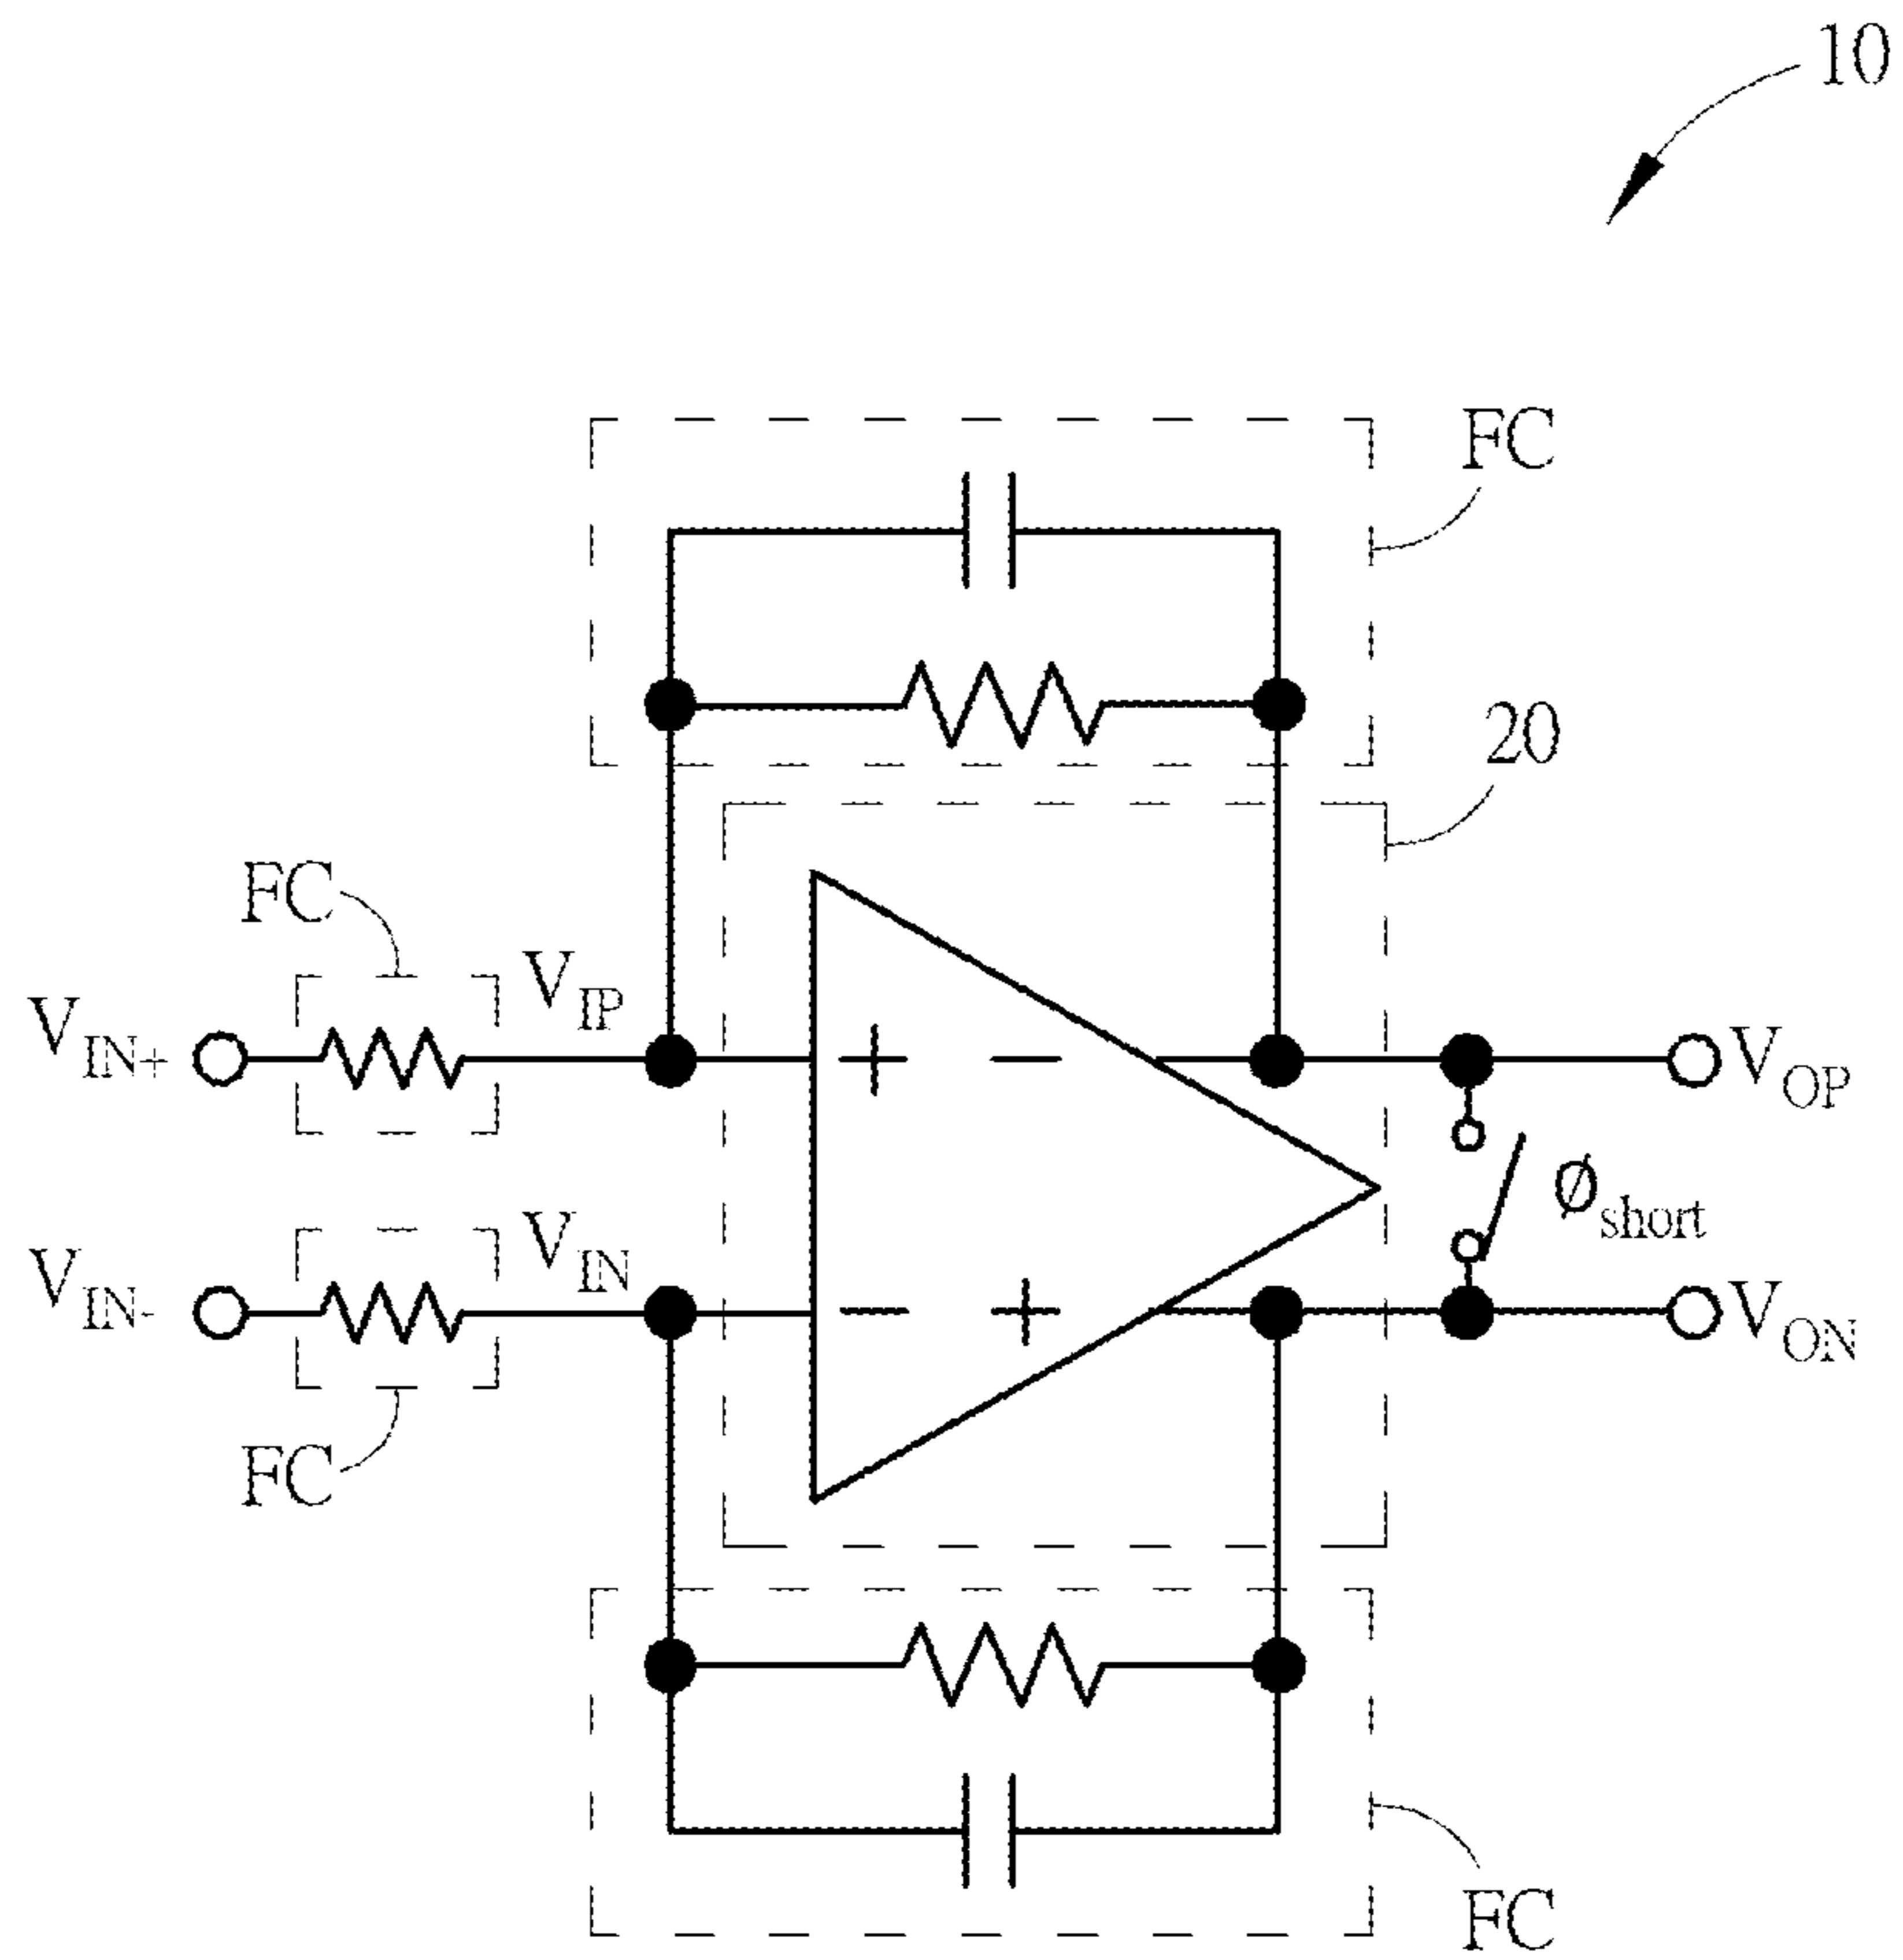 10
FC
20
FC
V_IP
V_IN+
+ −
V_OP
Ø_short
V_IN
V_IN-
− +
V_ON
FC
FC